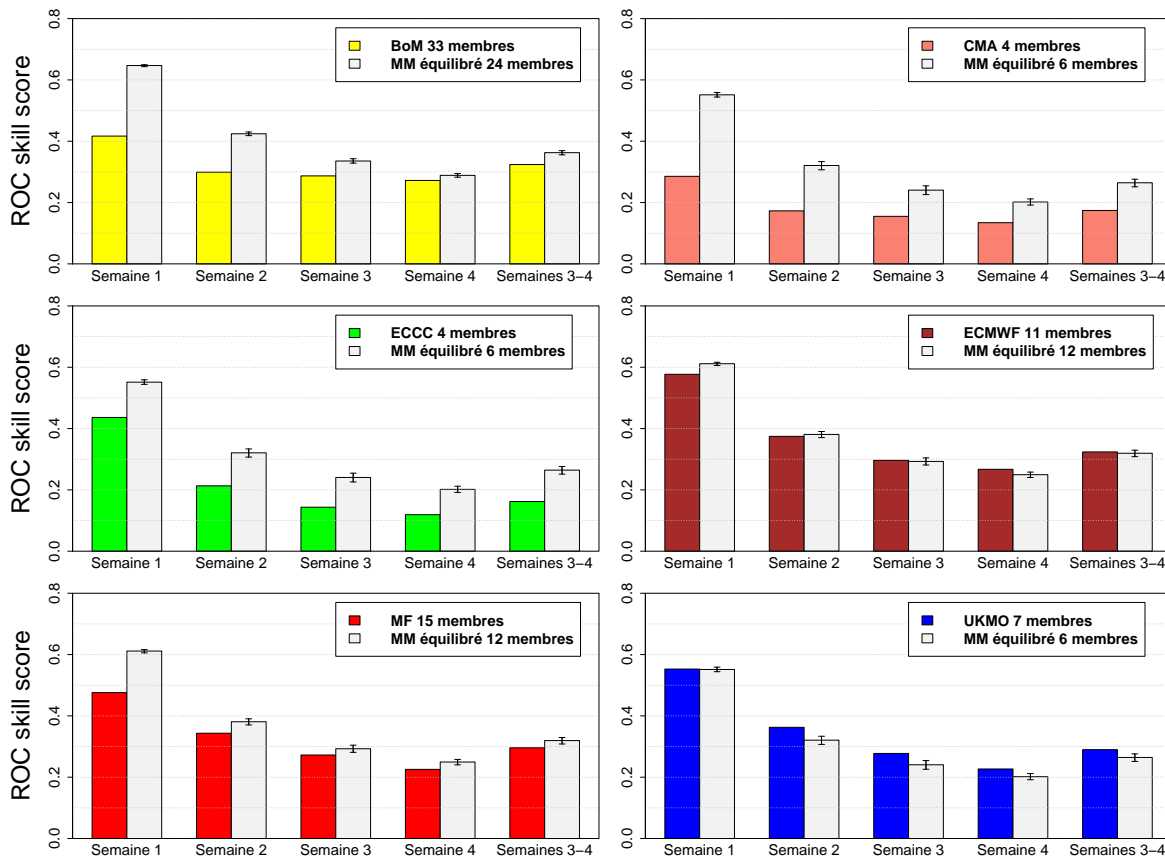 ROC skill score
0.0 0.2 0.4 0.6 0.8
BoM 33 membres
MM équilibré 24 membres
Semaine 1 Semaine 2 Semaine 3 Semaine 4 Semaines 3−4
0.0 0.2 0.4 0.6 0.8
CMA 4 membres
MM équilibré 6 membres
Semaine 1 Semaine 2 Semaine 3 Semaine 4 Semaines 3−4
ROC skill score
0.0 0.2 0.4 0.6 0.8
ECCC 4 membres
MM équilibré 6 membres
Semaine 1 Semaine 2 Semaine 3 Semaine 4 Semaines 3−4
0.0 0.2 0.4 0.6 0.8
ECMWF 11 membres
MM équilibré 12 membres
Semaine 1 Semaine 2 Semaine 3 Semaine 4 Semaines 3−4
ROC skill score
0.0 0.2 0.4 0.6 0.8
MF 15 membres
MM équilibré 12 membres
Semaine 1 Semaine 2 Semaine 3 Semaine 4 Semaines 3−4
0.0 0.2 0.4 0.6 0.8
UKMO 7 membres
MM équilibré 6 membres
Semaine 1 Semaine 2 Semaine 3 Semaine 4 Semaines 3−4